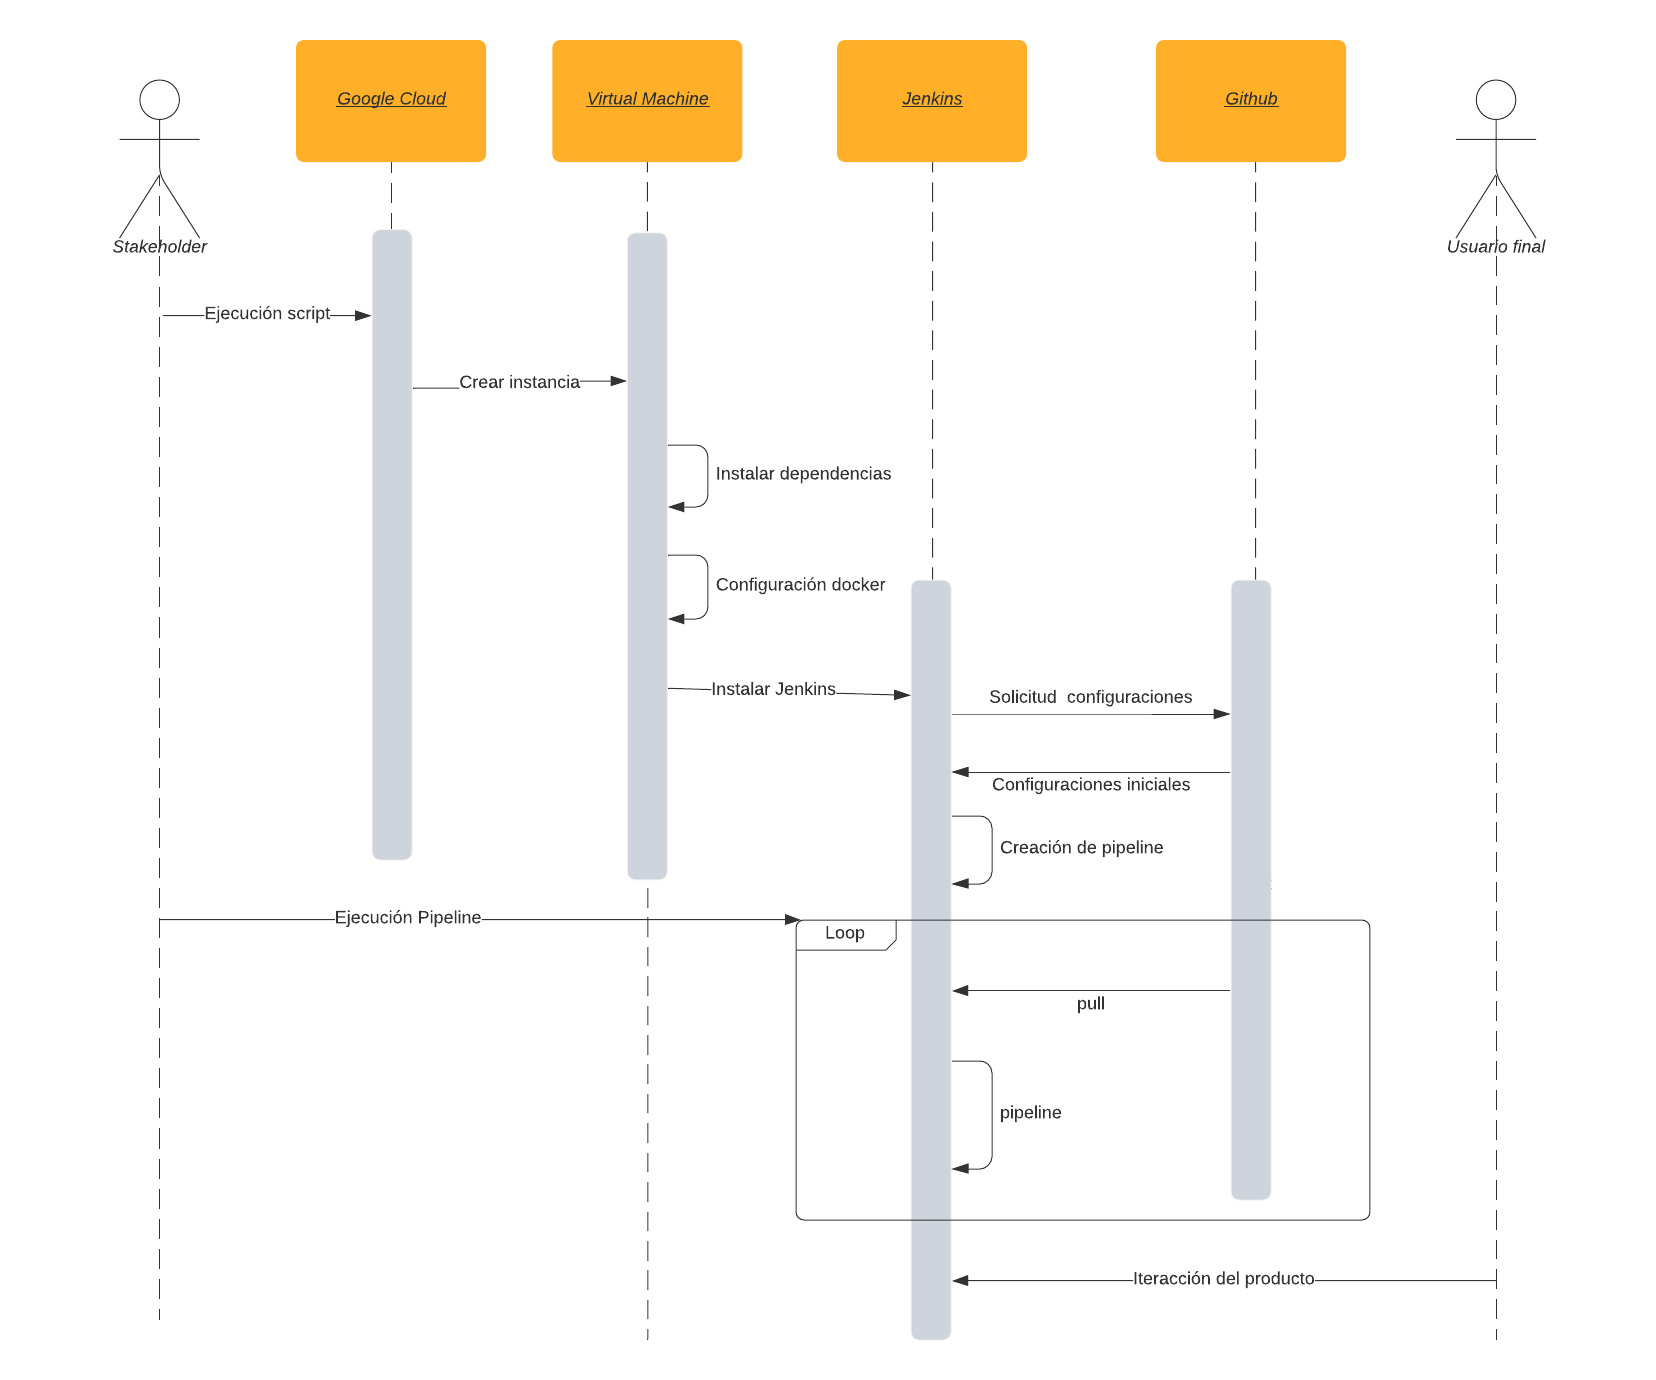 Google Cloud
Virtual Machine
Jenkins
Github
Stakeholder
Usuario final
Ejecución script
Crear instancia
Instalar dependencias
Configuración docker
Instalar Jenkins
Solicitud configuraciones
Configuraciones iniciales
Creación de pipeline
Ejecución Pipeline
Loop
pull
pipeline
Iteracción del producto